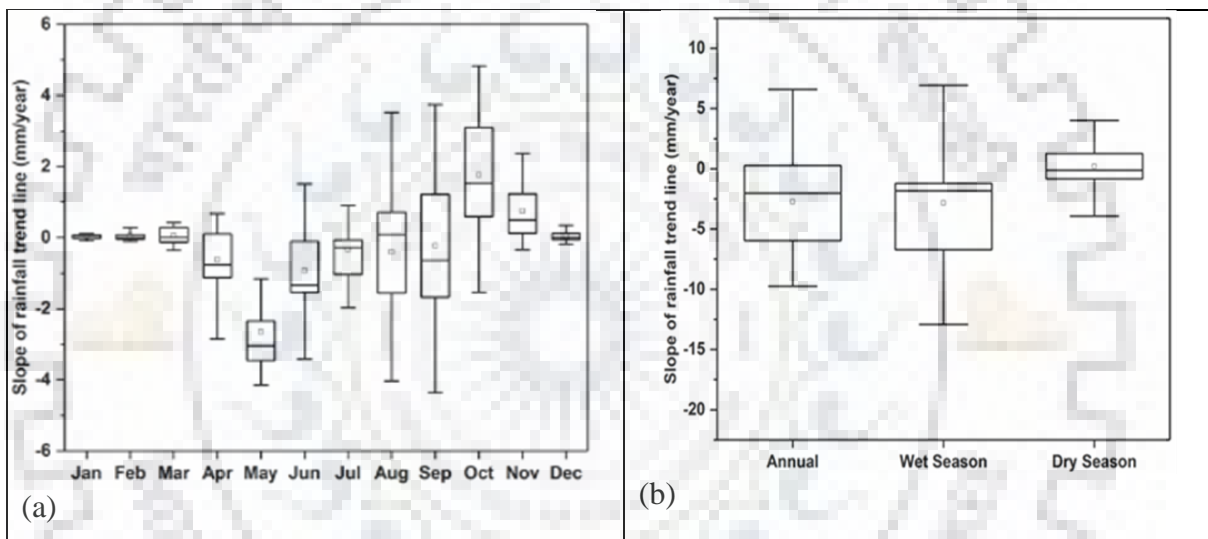 Slope of rainfall trend line (mm/year)
6
4
2
0
-2
-4
-6
Jan Feb Mar Apr May Jun Jul Aug Sep Oct Nov Dec
(a)
Slope of rainfall trend line (mm/year)
10
5
0
-5
-10
-15
-20
Annual Wet Season Dry Season
(b)